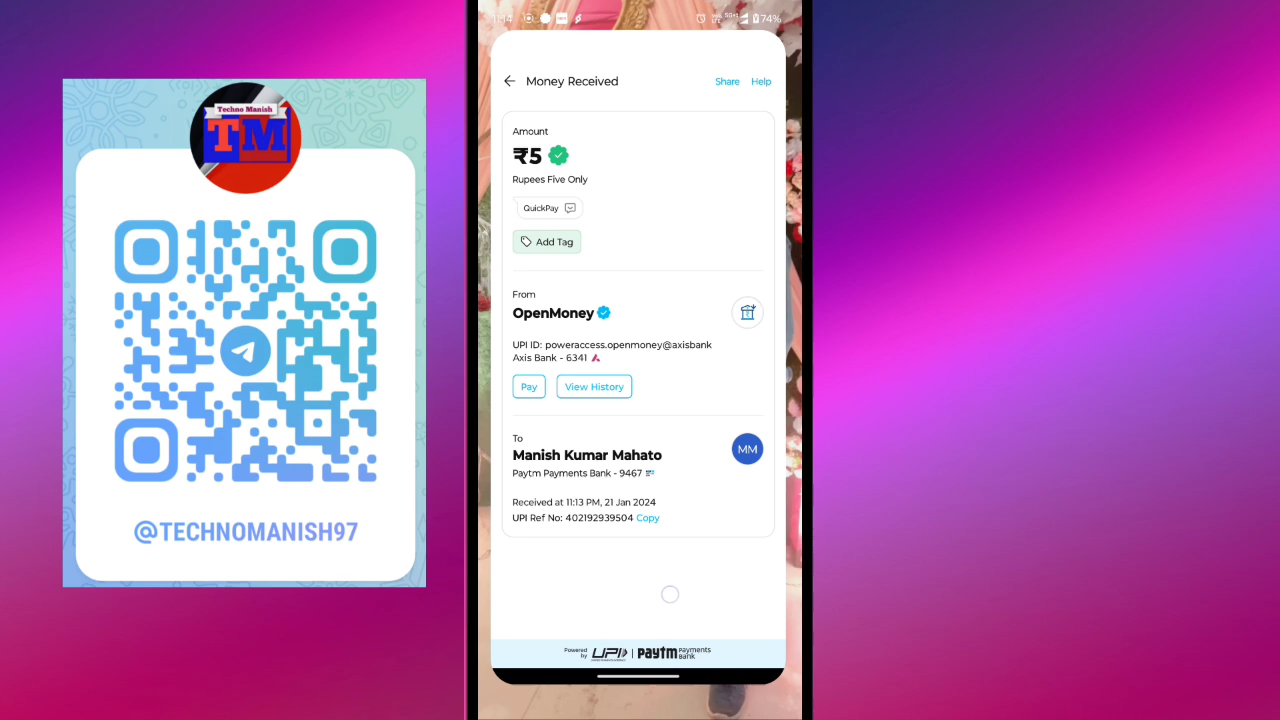 Techno Manish
TM
@TECHNOMANISH97
11:14
74%
Money Received
Share Help
Amount
₹5
Rupees Five Only
QuickPay
Add Tag
From
OpenMoney
UPI ID: poweraccess.openmoney@axisbank
Axis Bank - 6341
Pay
View History
To
Manish Kumar Mahato
MM
Paytm Payments Bank - 9467
Received at 11:13 PM, 21 Jan 2024
UPI Ref No: 402192939504 Copy
Powered by UPI | paytm payments bank